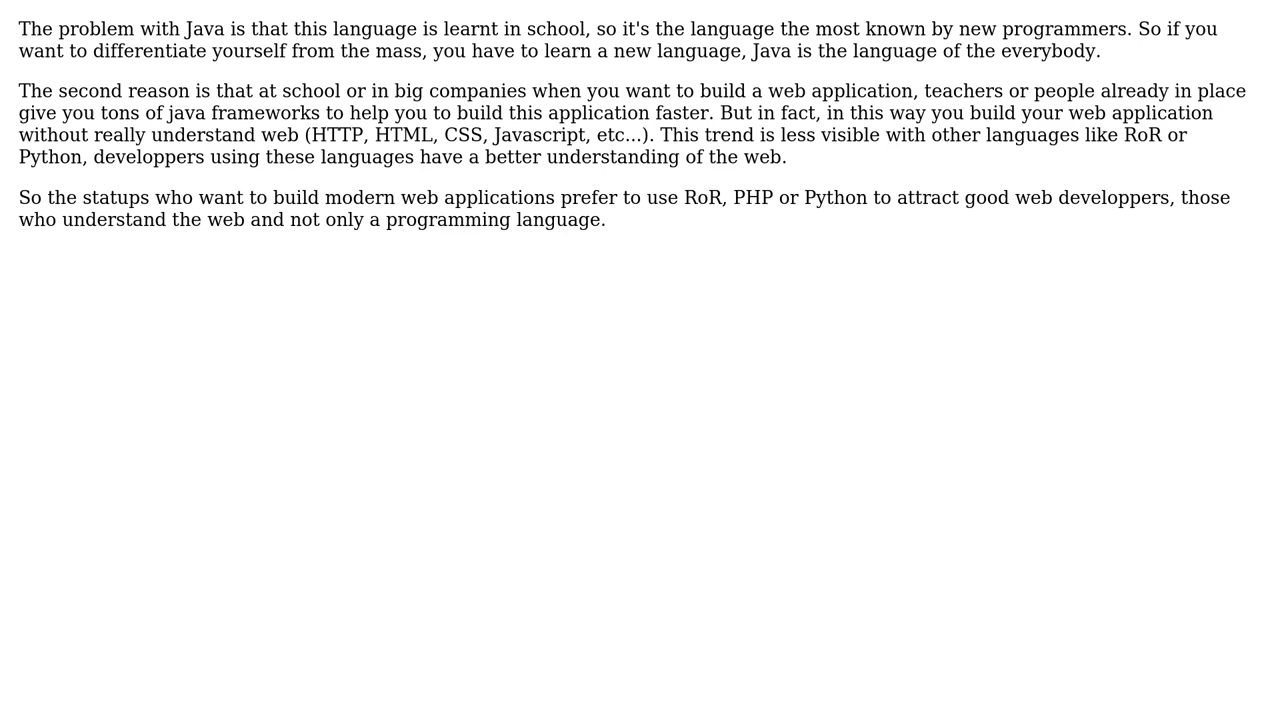 The problem with Java is that this language is learnt in school, so it's the language the most known by new programmers. So if you
want to differentiate yourself from the mass, you have to learn a new language, Java is the language of the everybody.
The second reason is that at school or in big companies when you want to build a web application, teachers or people already in place
give you tons of java frameworks to help you to build this application faster. But in fact, in this way you build your web application
without really understand web (HTTP, HTML, CSS, Javascript, etc...). This trend is less visible with other languages like RoR or
Python, developpers using these languages have a better understanding of the web.
So the statups who want to build modern web applications prefer to use RoR, PHP or Python to attract good web developpers, those
who understand the web and not only a programming language.